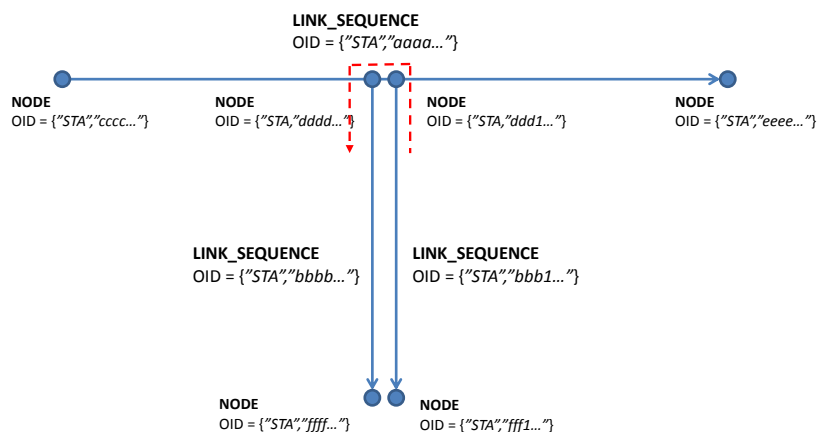 LINK_SEQUENCE
OID = {"STA","aaaa…"}
NODE
OID = {"STA","cccc…"}
NODE
OID = {"STA,"dddd…"}
NODE
OID = {"STA,"ddd1…"}
NODE
OID = {"STA","eeee…"}
LINK_SEQUENCE
OID = {"STA","bbbb…"}
LINK_SEQUENCE
OID = {"STA","bbb1…"}
NODE
OID = {"STA","ffff…"}
NODE
OID = {"STA","fff1…"}